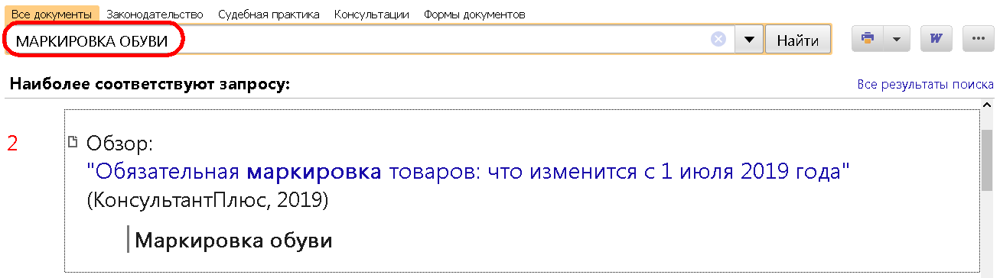 Все документы Законодательство Судебная практика Консультации Формы документов
МАРКИРОВКА ОБУВИ Найти W
Наиболее соответствуют запросу: Все результаты поиска
2 Обзор:
"Обязательная маркировка товаров: что изменится с 1 июля 2019 года"
(КонсультантПлюс, 2019)
Маркировка обуви